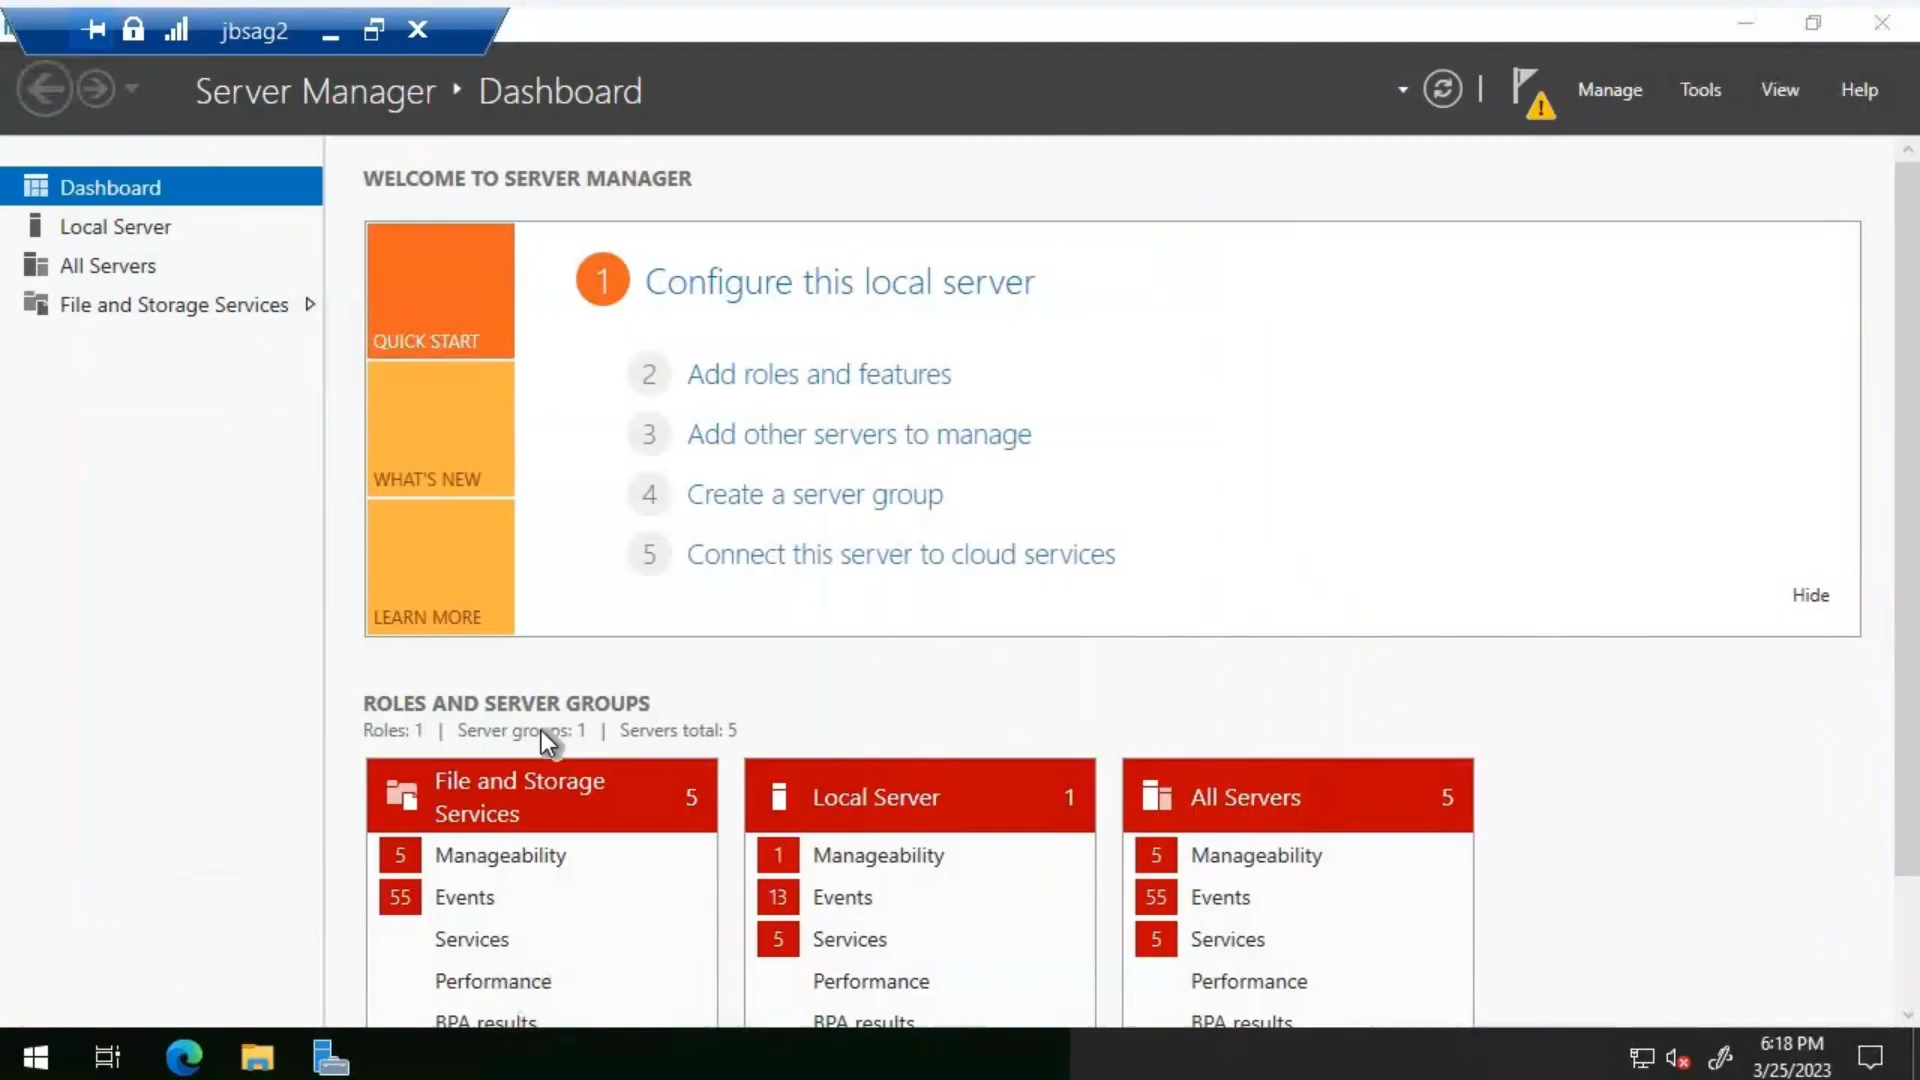 jbsag2
Server Manager ‣ Dashboard
Manage
Tools
View
Help
Dashboard
Local Server
All Servers
File and Storage Services
WELCOME TO SERVER MANAGER
QUICK START
WHAT'S NEW
LEARN MORE
1 Configure this local server
2 Add roles and features
3 Add other servers to manage
4 Create a server group
5 Connect this server to cloud services
Hide
ROLES AND SERVER GROUPS
Roles: 1 | Server groups: 1 | Servers total: 5
File and Storage
Services
5
5 Manageability
55 Events
Services
Performance
BPA results
Local Server 1
1 Manageability
13 Events
5 Services
Performance
BPA results
All Servers 5
5 Manageability
55 Events
5 Services
Performance
BPA results
6:18 PM
3/25/2023